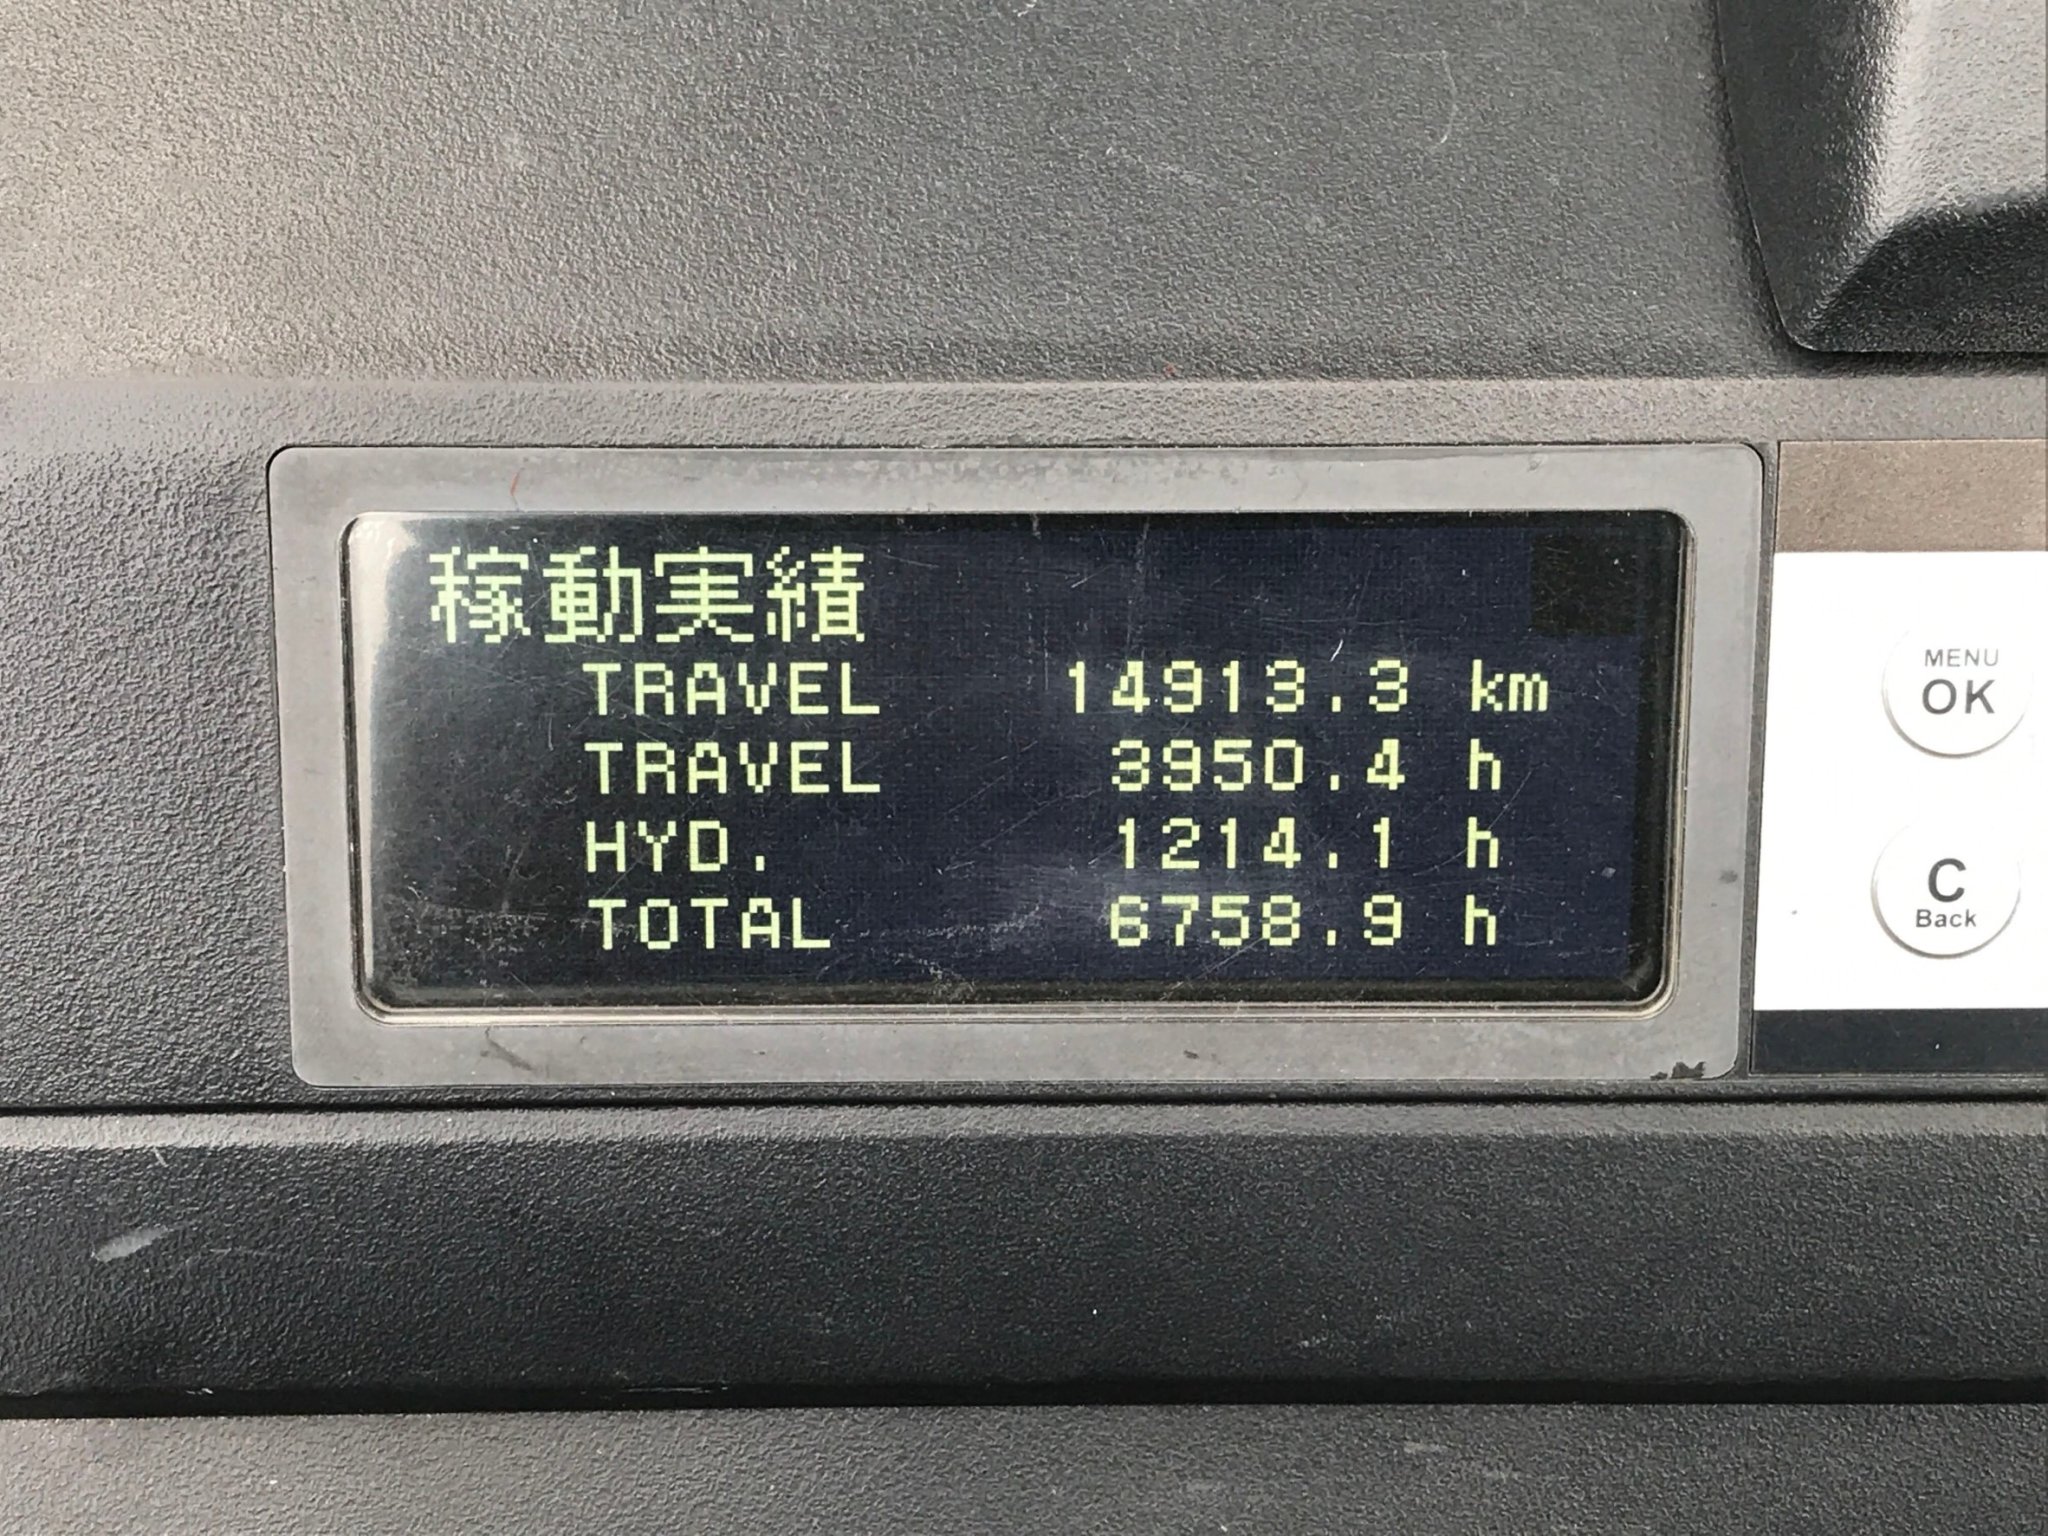 稼動実績
TRAVEL 14913.3 km
TRAVEL 3950.4 h
HYD. 1214.1 h
TOTAL 6758.9 h
MENU
OK
C
Back